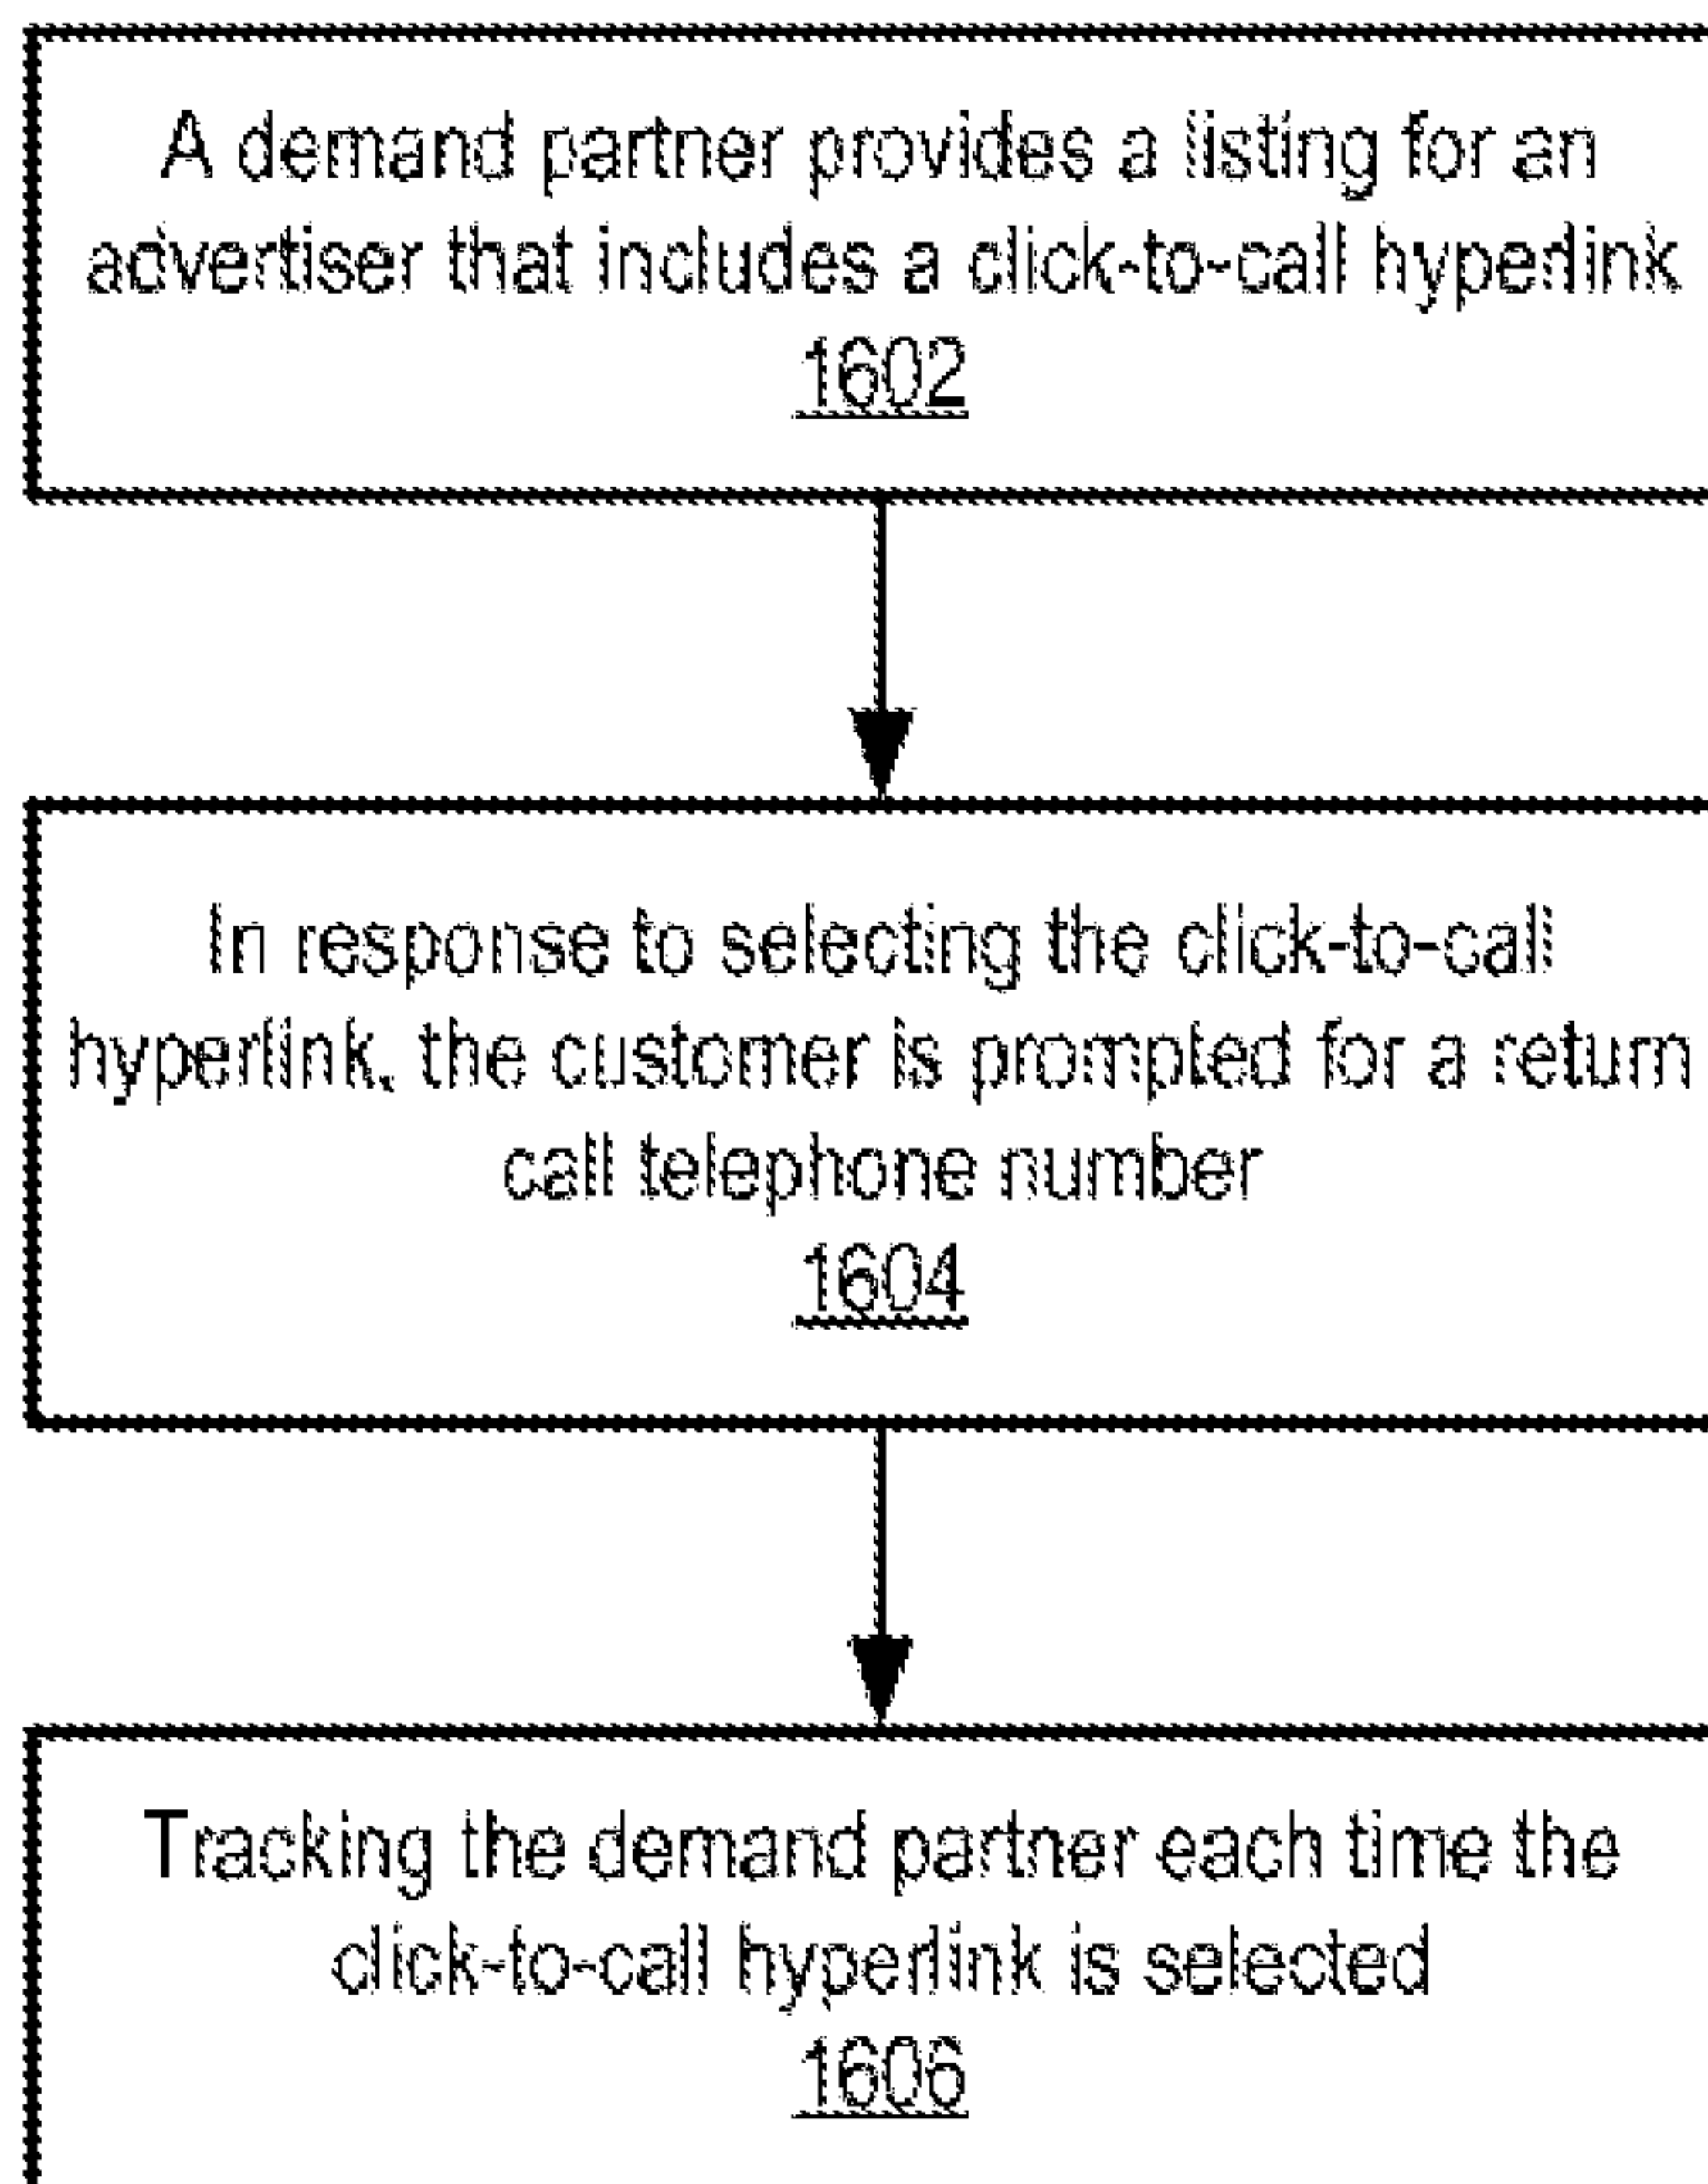 A demand partner provides a listing for an
advertiser that includes a click-to-call hyperlink
1602
In response to selecting the click-to-call
hyperlink, the customer is prompted for a return
call telephone number
1604
Tracking the demand partner each time the
click-to-call hyperlink is selected
1606